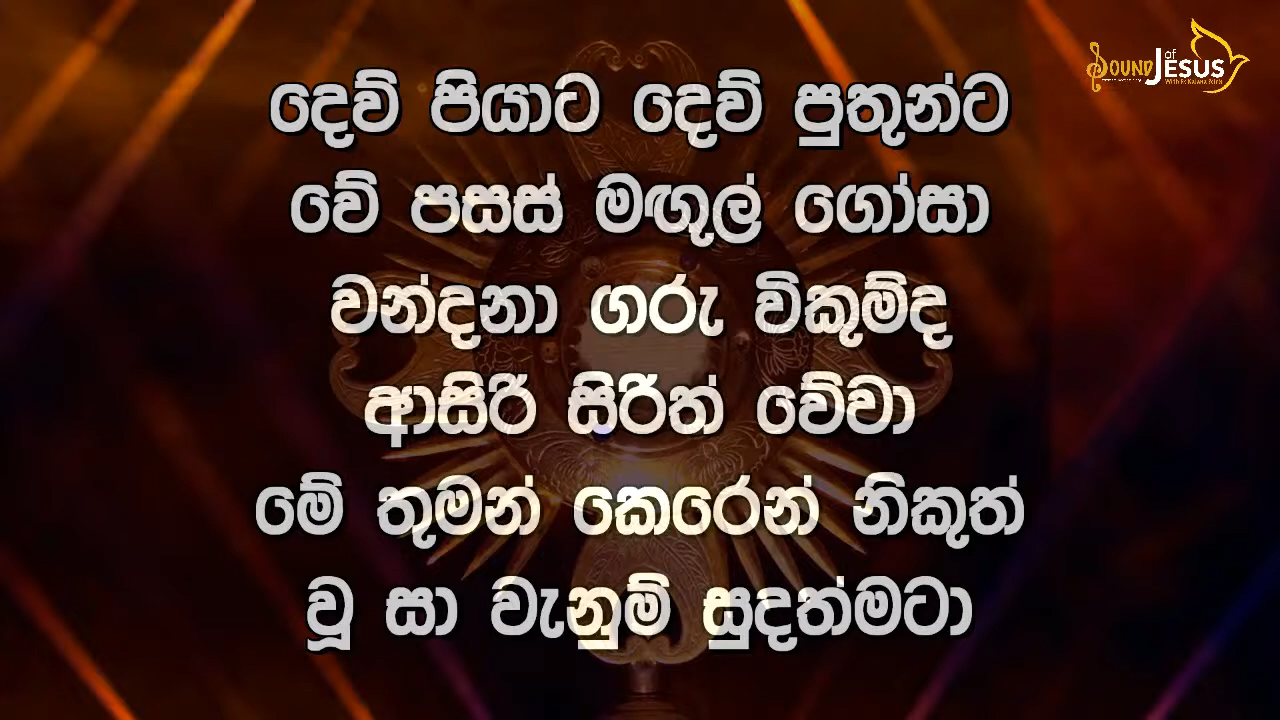 Sound of Jesus
දෙව් පියාට දෙව් පුතුන්ට
වේ පසස් මඟුල් ගෝසා
වන්දනා ගරු විකුම්ද
ආසිරි සිරිත් වේවා
මේ තුමන් කෙරෙන් නිකුත්
වූ සා වැනුම් සුදත්මටා